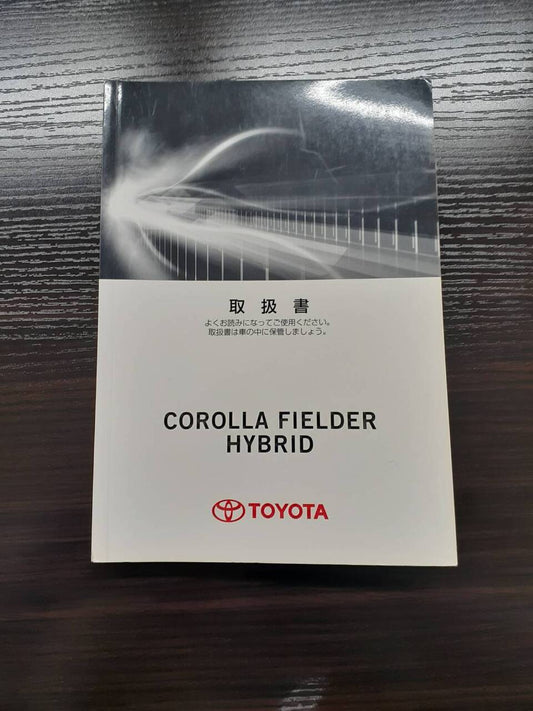 取扱書
よくお読みになってご使用ください。
取扱書は車の中に保管しましょう。
COROLLA FIELDER
HYBRID
TOYOTA